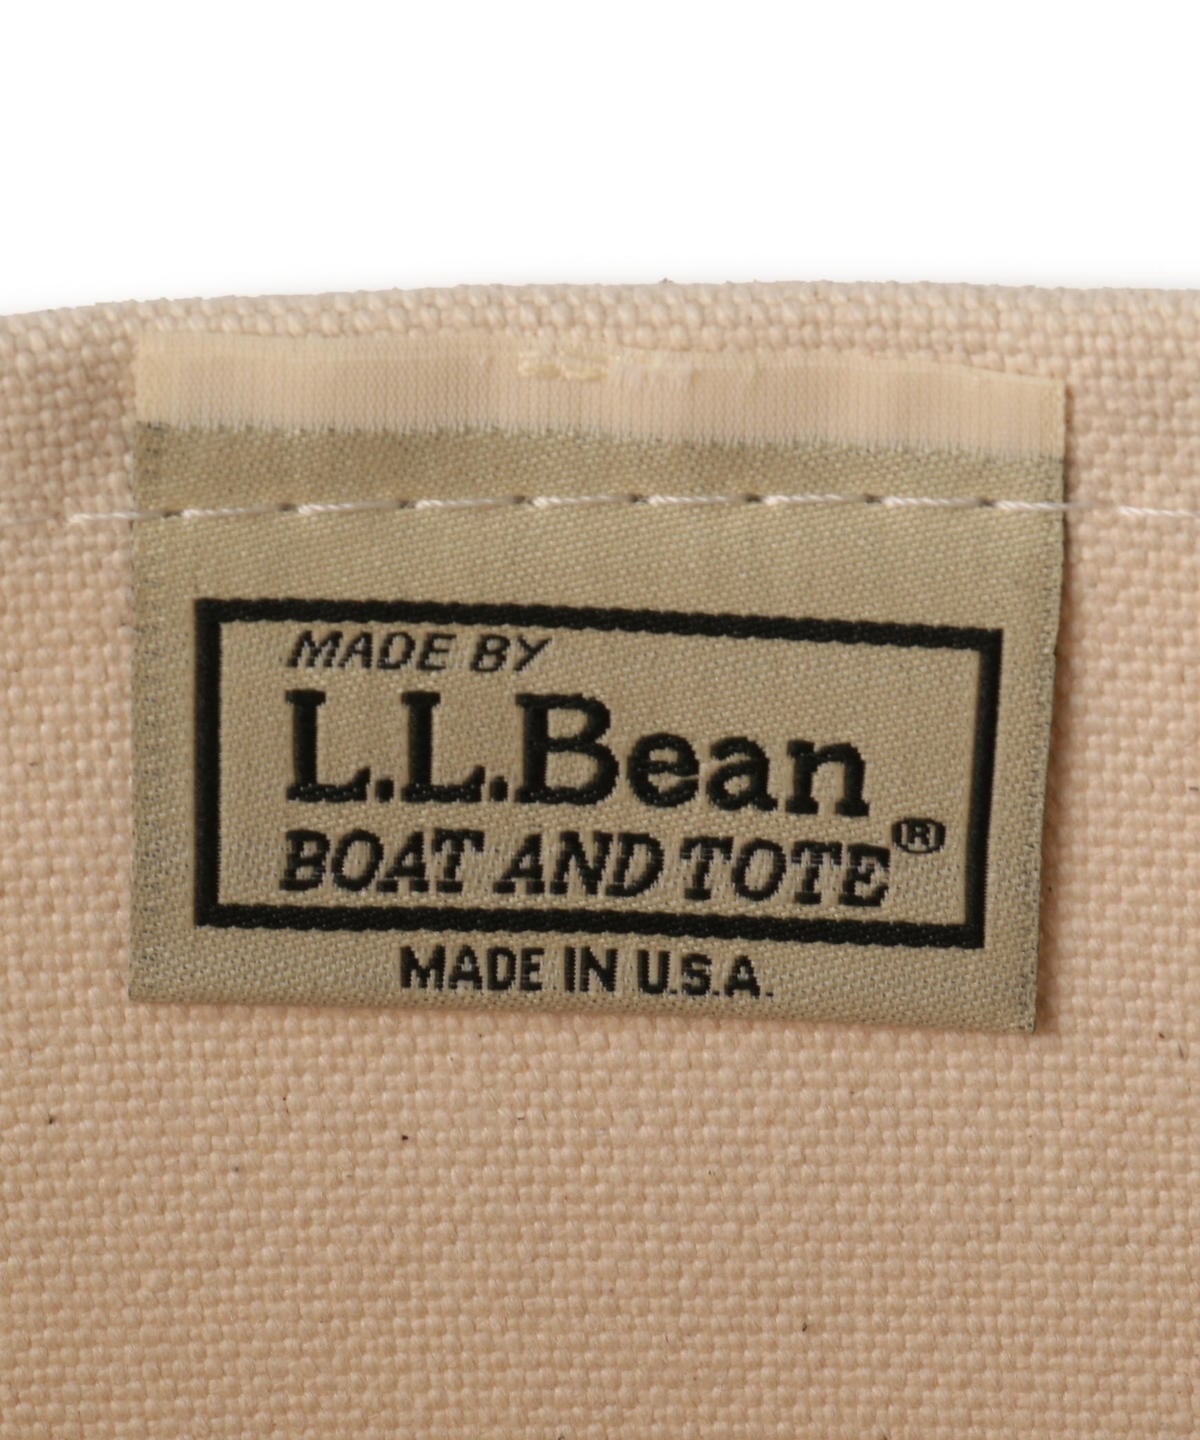 MADE BY
L.L.Bean
BOAT AND TOTE®
MADE IN U.S.A.